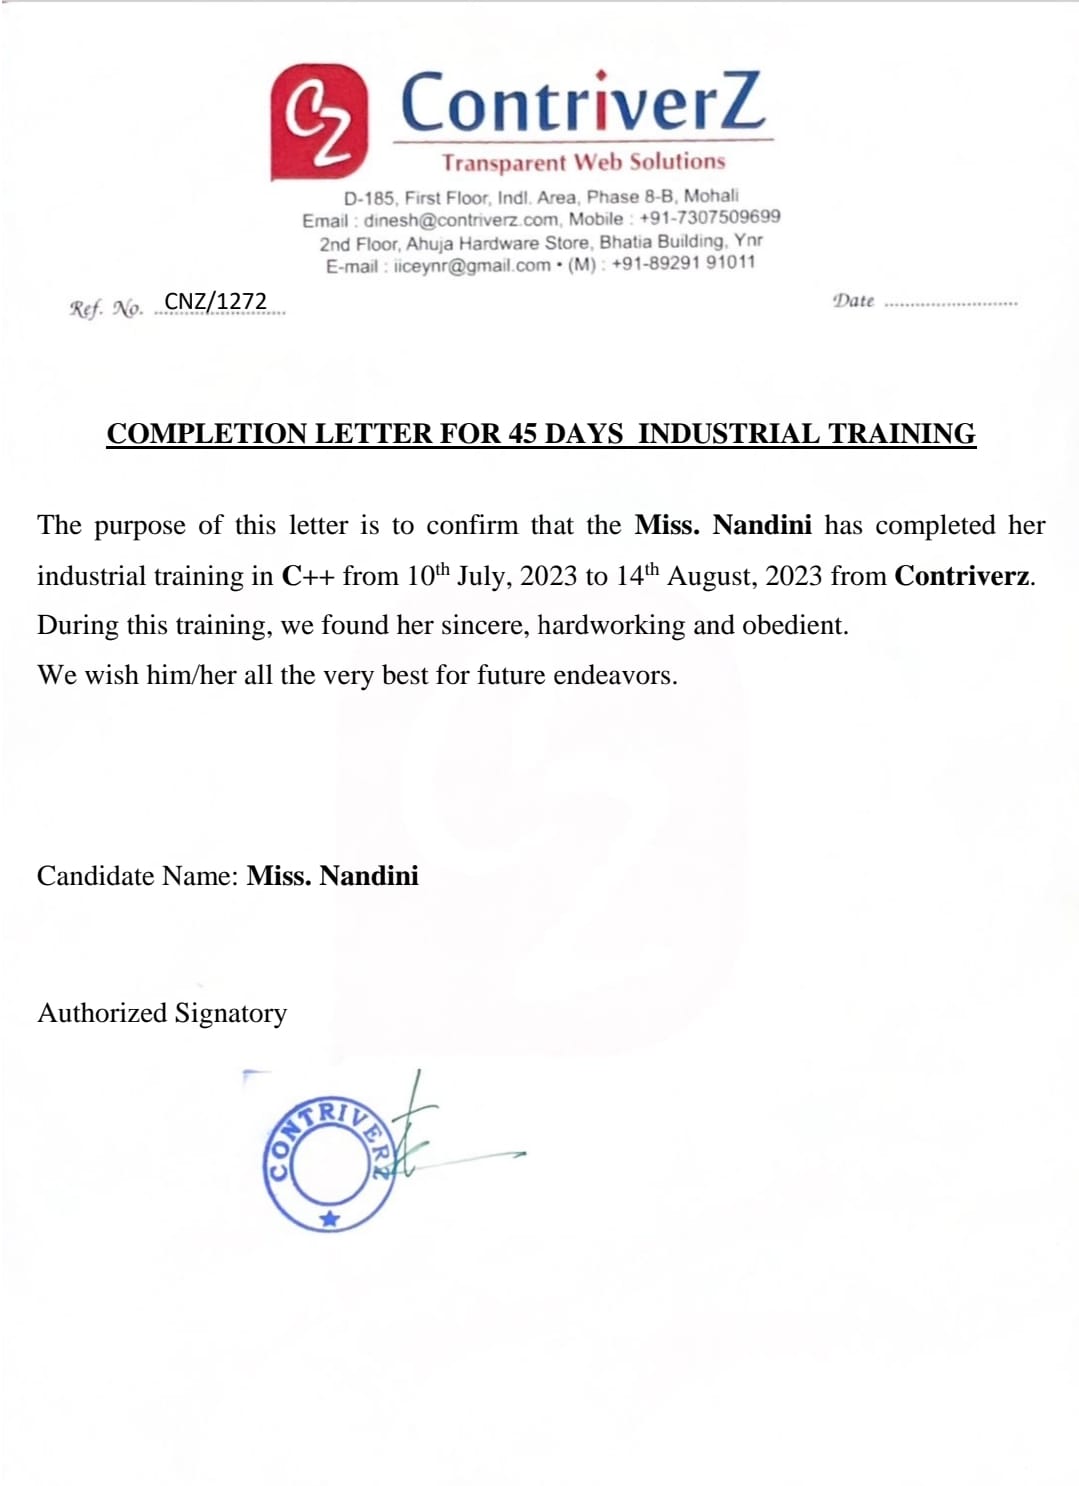 CZ ContriverZ
Transparent Web Solutions
D-185, First Floor, Indl. Area, Phase 8-B, Mohali
Email : dinesh@contriverz.com, Mobile : +91-7307509699
2nd Floor, Ahuja Hardware Store, Bhatia Building, Ynr
E-mail : iiceynr@gmail.com • (M) : +91-89291 91011
Ref. No. CNZ/1272 Date ...........................
COMPLETION LETTER FOR 45 DAYS INDUSTRIAL TRAINING
The purpose of this letter is to confirm that the Miss. Nandini has completed her
industrial training in C++ from 10th July, 2023 to 14th August, 2023 from Contriverz.
During this training, we found her sincere, hardworking and obedient.
We wish him/her all the very best for future endeavors.
Candidate Name: Miss. Nandini
Authorized Signatory
CONTRIVERZ